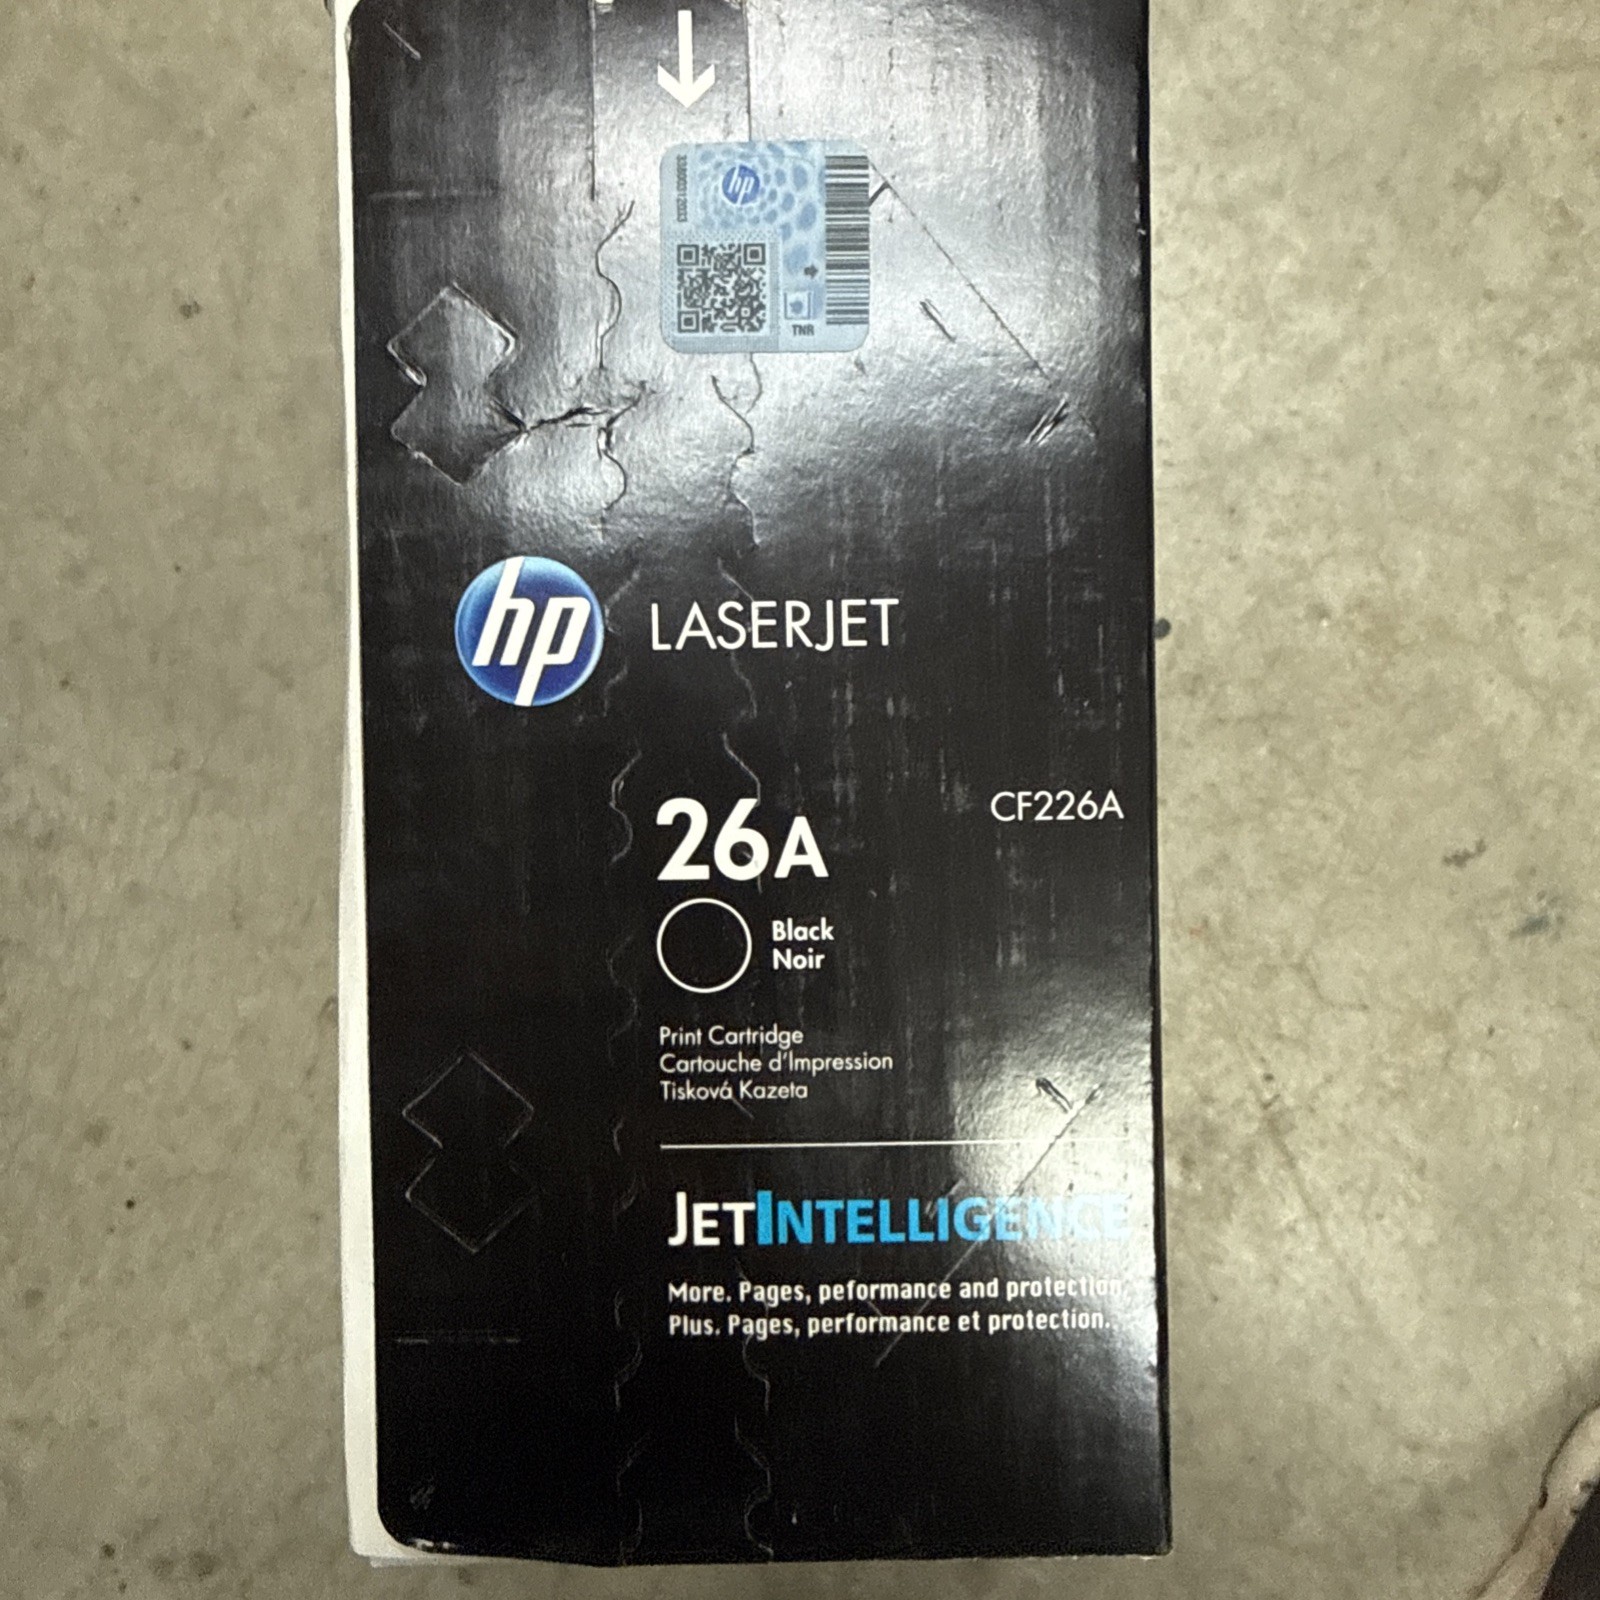 hp
TNR
hp LASERJET
26A
CF226A
Black
Noir
Print Cartridge
Cartouche d'Impression
Tisková Kazeta
JETINTELLIGENCE
More. Pages, peformance and protection.
Plus. Pages, performance et protection.